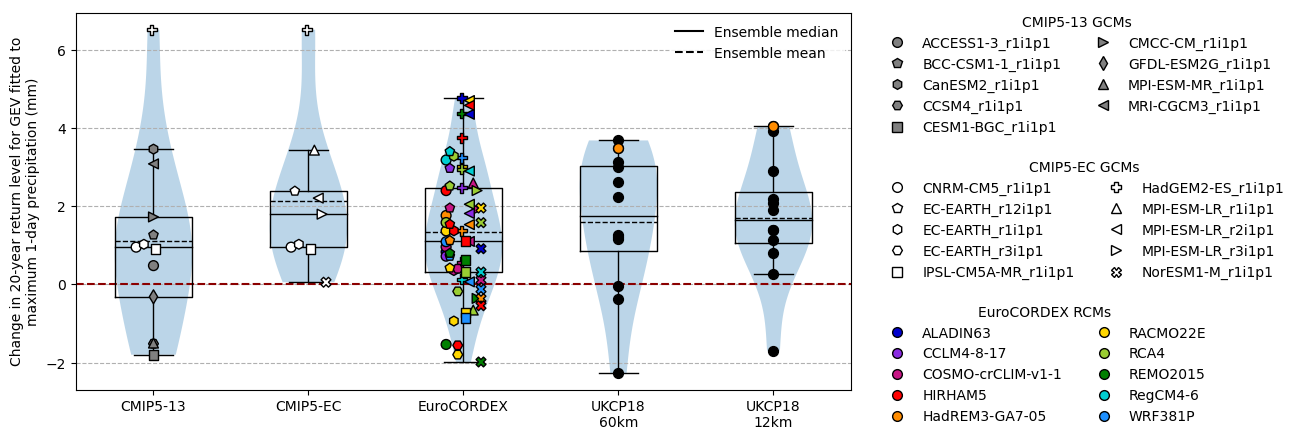 Change in 20-year return level for GEV fitted to
maximum 1-day precipitation (mm)
6
4
2
0
−2
Ensemble median
Ensemble mean
CMIP5-13
CMIP5-EC
EuroCORDEX
UKCP18
60km
UKCP18
12km
CMIP5-13 GCMs
ACCESS1-3_r1i1p1
BCC-CSM1-1_r1i1p1
CanESM2_r1i1p1
CCSM4_r1i1p1
CESM1-BGC_r1i1p1
CMCC-CM_r1i1p1
GFDL-ESM2G_r1i1p1
MPI-ESM-MR_r1i1p1
MRI-CGCM3_r1i1p1
CMIP5-EC GCMs
CNRM-CM5_r1i1p1
EC-EARTH_r12i1p1
EC-EARTH_r1i1p1
EC-EARTH_r3i1p1
IPSL-CM5A-MR_r1i1p1
HadGEM2-ES_r1i1p1
MPI-ESM-LR_r1i1p1
MPI-ESM-LR_r2i1p1
MPI-ESM-LR_r3i1p1
NorESM1-M_r1i1p1
EuroCORDEX RCMs
ALADIN63
CCLM4-8-17
COSMO-crCLIM-v1-1
HIRHAM5
HadREM3-GA7-05
RACMO22E
RCA4
REMO2015
RegCM4-6
WRF381P